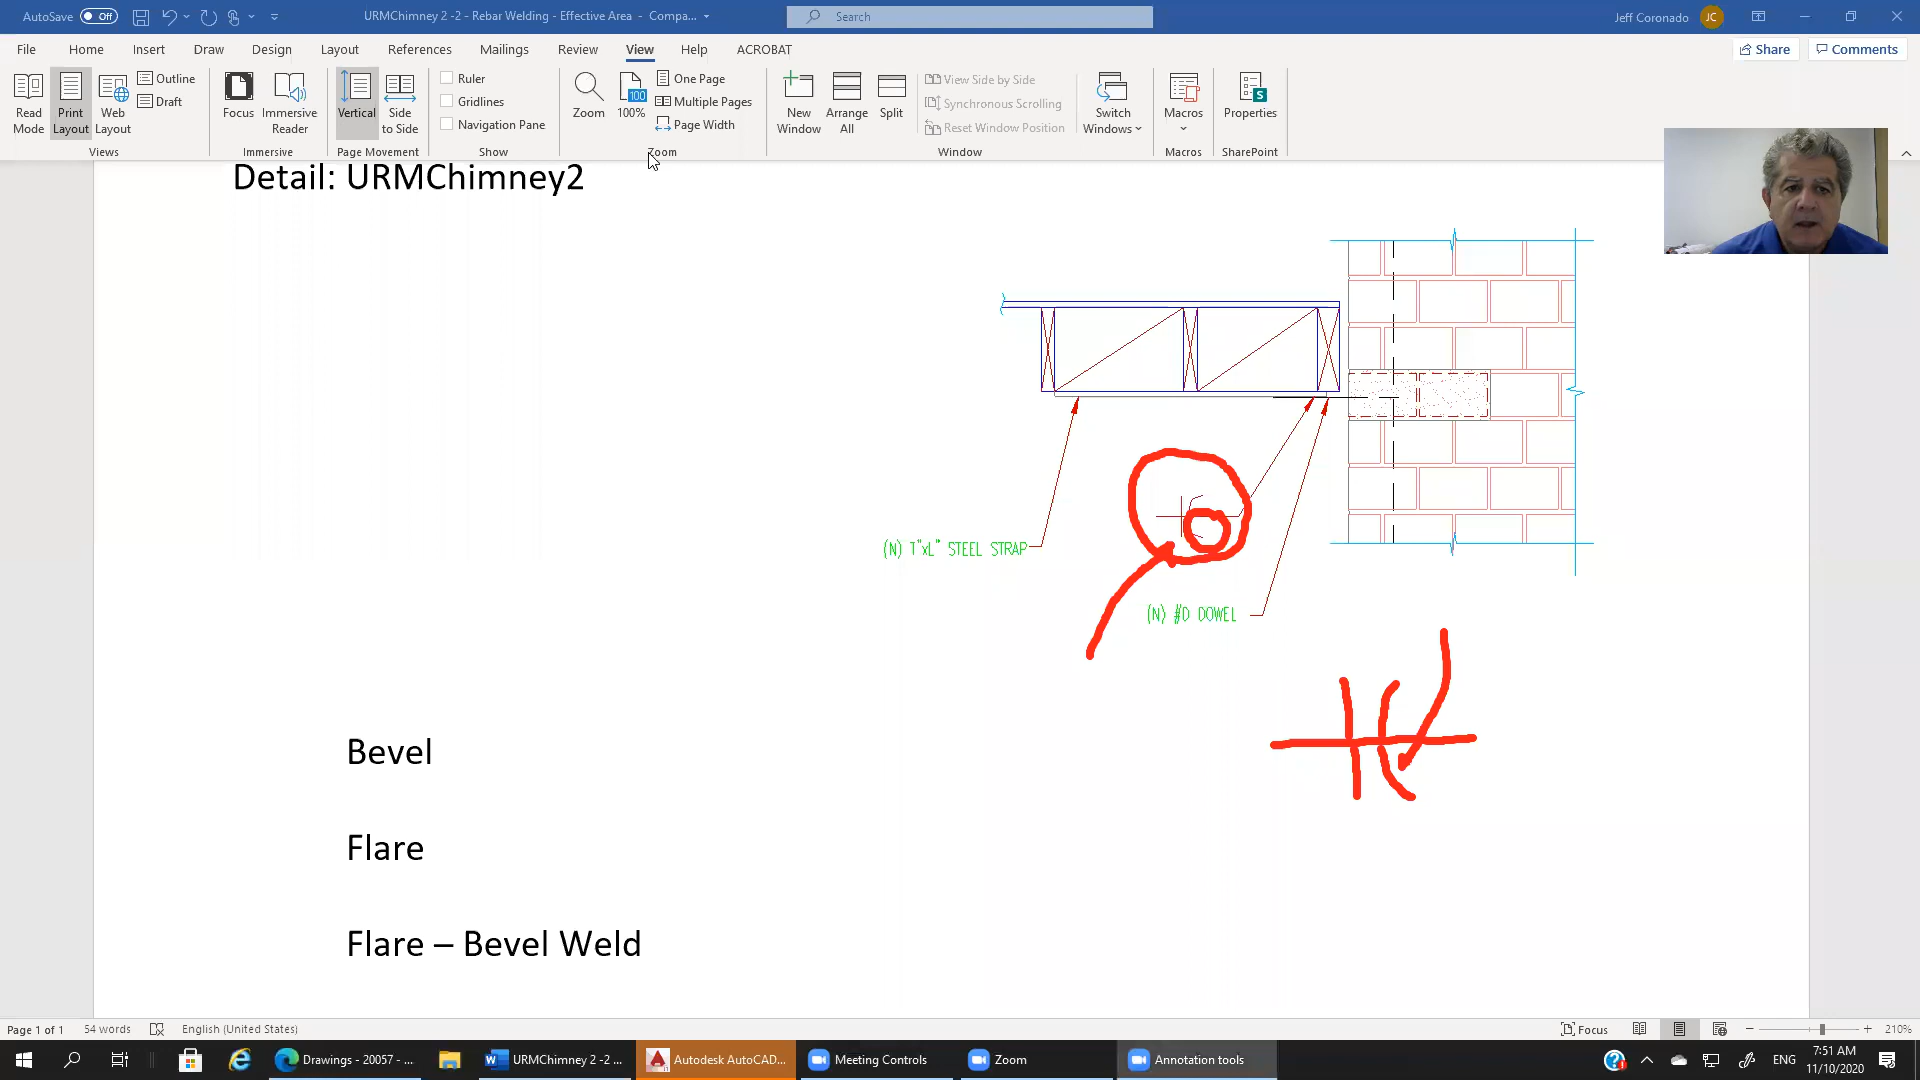 AutoSave Off URMChimney 2 -2 - Rebar Welding - Effective Area - Compa... Search Jeff Coronado JC
File Home Insert Draw Design Layout References Mailings Review View Help ACROBAT Share Comments
Read Mode
Print Layout
Web Layout
Outline
Draft
Views
Focus
Immersive Reader
Immersive
Vertical
Side to Side
Page Movement
Ruler
Gridlines
Navigation Pane
Show
Zoom
100
100%
One Page
Multiple Pages
Page Width
Zoom
New Window
Arrange All
Split
View Side by Side
Synchronous Scrolling
Reset Window Position
Switch Windows
Window
Macros
Macros
Properties
SharePoint
Detail: URMChimney2
(N) T"xL" STEEL STRAP
(N) #D DOWEL
Bevel
Flare
Flare – Bevel Weld
Page 1 of 1 54 words English (United States) Focus 210%
Drawings - 20057 - ... URMChimney 2 -2 ... Autodesk AutoCAD... Meeting Controls Zoom Annotation tools ENG 7:51 AM
11/10/2020